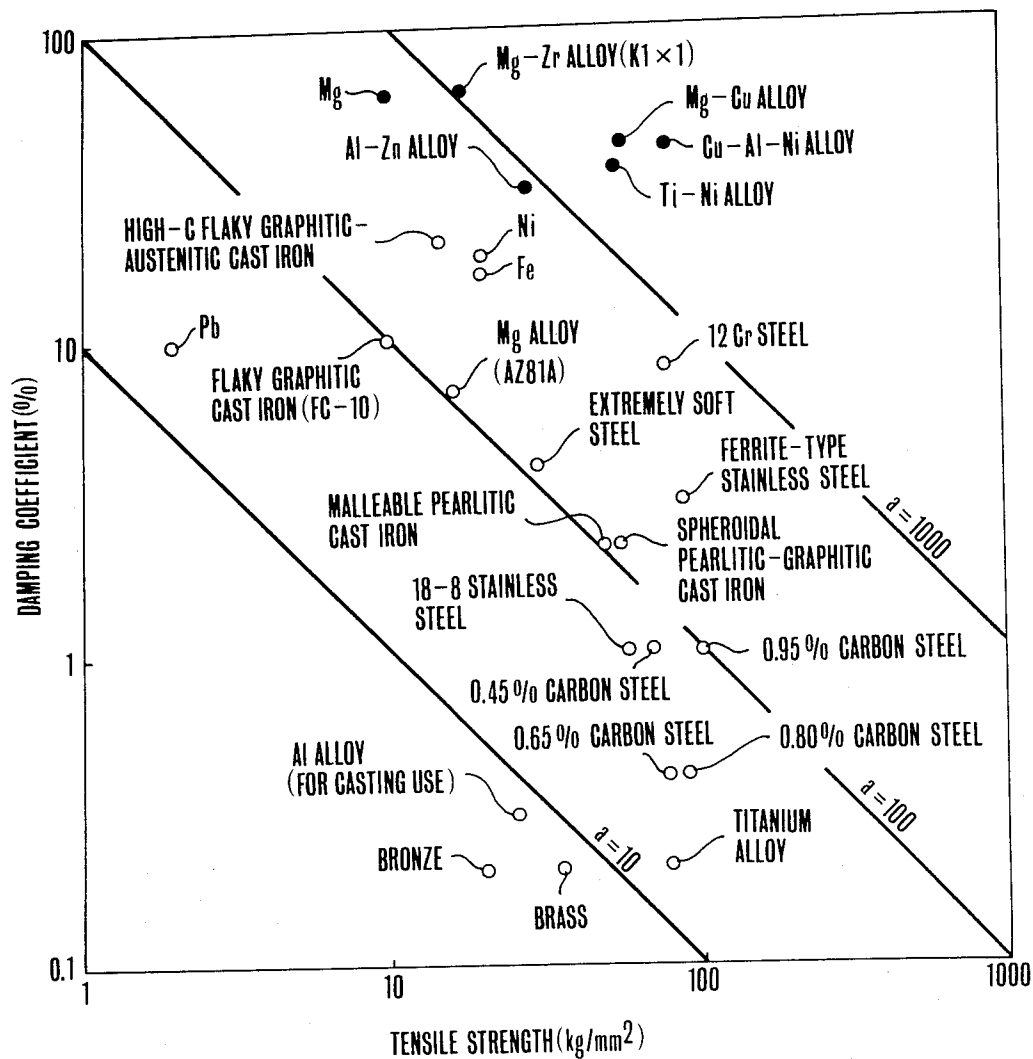 100
Mg
Mg-Zr ALLOY(K1×1)
Mg-Cu ALLOY
Al-Zn ALLOY
Cu-Al-Ni ALLOY
Ti-Ni ALLOY
HIGH-C FLAKY GRAPHITIC-
AUSTENITIC CAST IRON
Ni
Fe
Pb
10
Mg ALLOY
(AZ81A)
12 Cr STEEL
FLAKY GRAPHITIC
CAST IRON (FC-10)
EXTREMELY SOFT
STEEL
FERRITE-TYPE
STAINLESS STEEL
MALLEABLE PEARLITIC
CAST IRON
SPHEROIDAL
PEARLITIC-GRAPHITIC
CAST IRON
a=1000
18-8 STAINLESS
STEEL
1
0.95% CARBON STEEL
0.45% CARBON STEEL
0.65% CARBON STEEL
0.80% CARBON STEEL
Al ALLOY
(FOR CASTING USE)
a=100
a=10
TITANIUM
ALLOY
BRONZE
BRASS
0.1
1
10
100
1000
DAMPING COEFFICIENT(%)
TENSILE STRENGTH(kg/mm²)